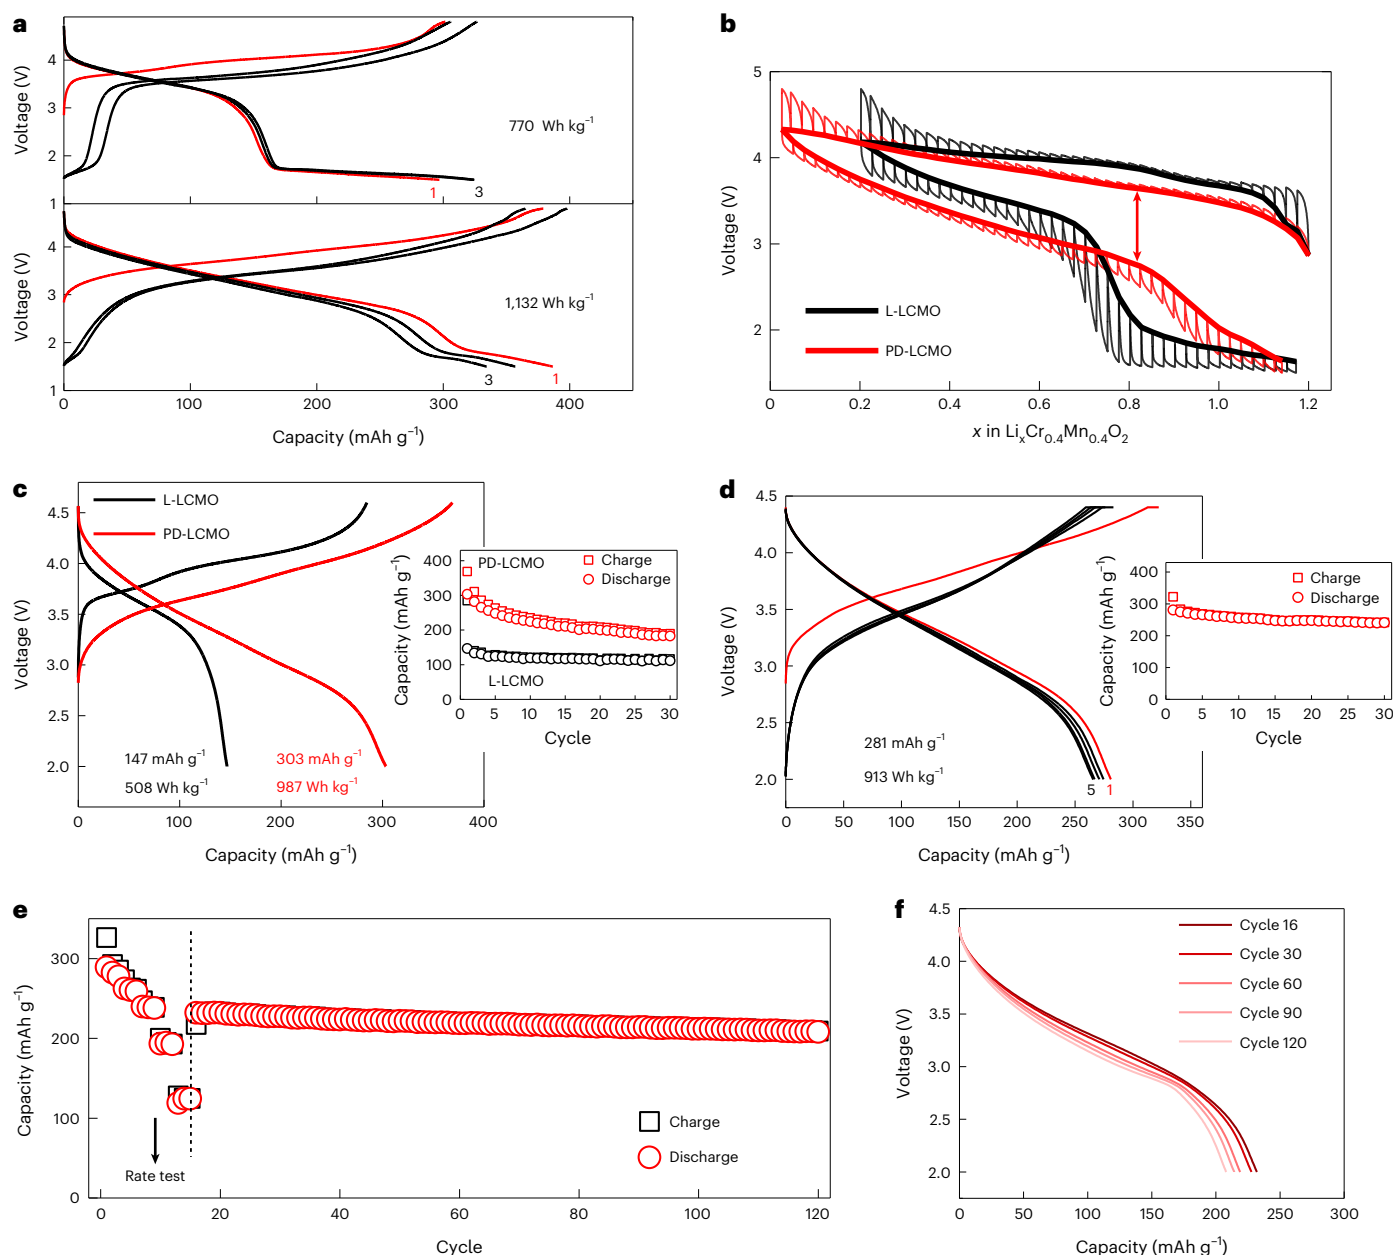 a
Voltage (V)
4
3
2
1
770 Wh kg⁻¹
1
3
Voltage (V)
4
3
2
1
1,132 Wh kg⁻¹
3
1
0
100
200
300
400
Capacity (mAh g⁻¹)
b
Voltage (V)
5
4
3
2
L-LCMO
PD-LCMO
0
0.2
0.4
0.6
0.8
1.0
1.2
x in LiₓCr₀.₄Mn₀.₄O₂
c
Voltage (V)
4.5
4.0
3.5
3.0
2.5
2.0
L-LCMO
PD-LCMO
147 mAh g⁻¹
508 Wh kg⁻¹
303 mAh g⁻¹
987 Wh kg⁻¹
0
100
200
300
400
Capacity (mAh g⁻¹)
Capacity (mAh g⁻¹)
400
300
200
100
0
PD-LCMO
Charge
Discharge
L-LCMO
0
5
10
15
20
25
30
Cycle
d
Voltage (V)
4.5
4.0
3.5
3.0
2.5
2.0
281 mAh g⁻¹
913 Wh kg⁻¹
5
1
0
50
100
150
200
250
300
350
Capacity (mAh g⁻¹)
Capacity (mAh g⁻¹)
400
300
200
100
0
Charge
Discharge
0
5
10
15
20
25
30
Cycle
e
Capacity (mAh g⁻¹)
300
200
100
0
Rate test
Charge
Discharge
0
20
40
60
80
100
120
Cycle
f
Voltage (V)
4.5
4.0
3.5
3.0
2.5
2.0
Cycle 16
Cycle 30
Cycle 60
Cycle 90
Cycle 120
0
50
100
150
200
250
300
Capacity (mAh g⁻¹)